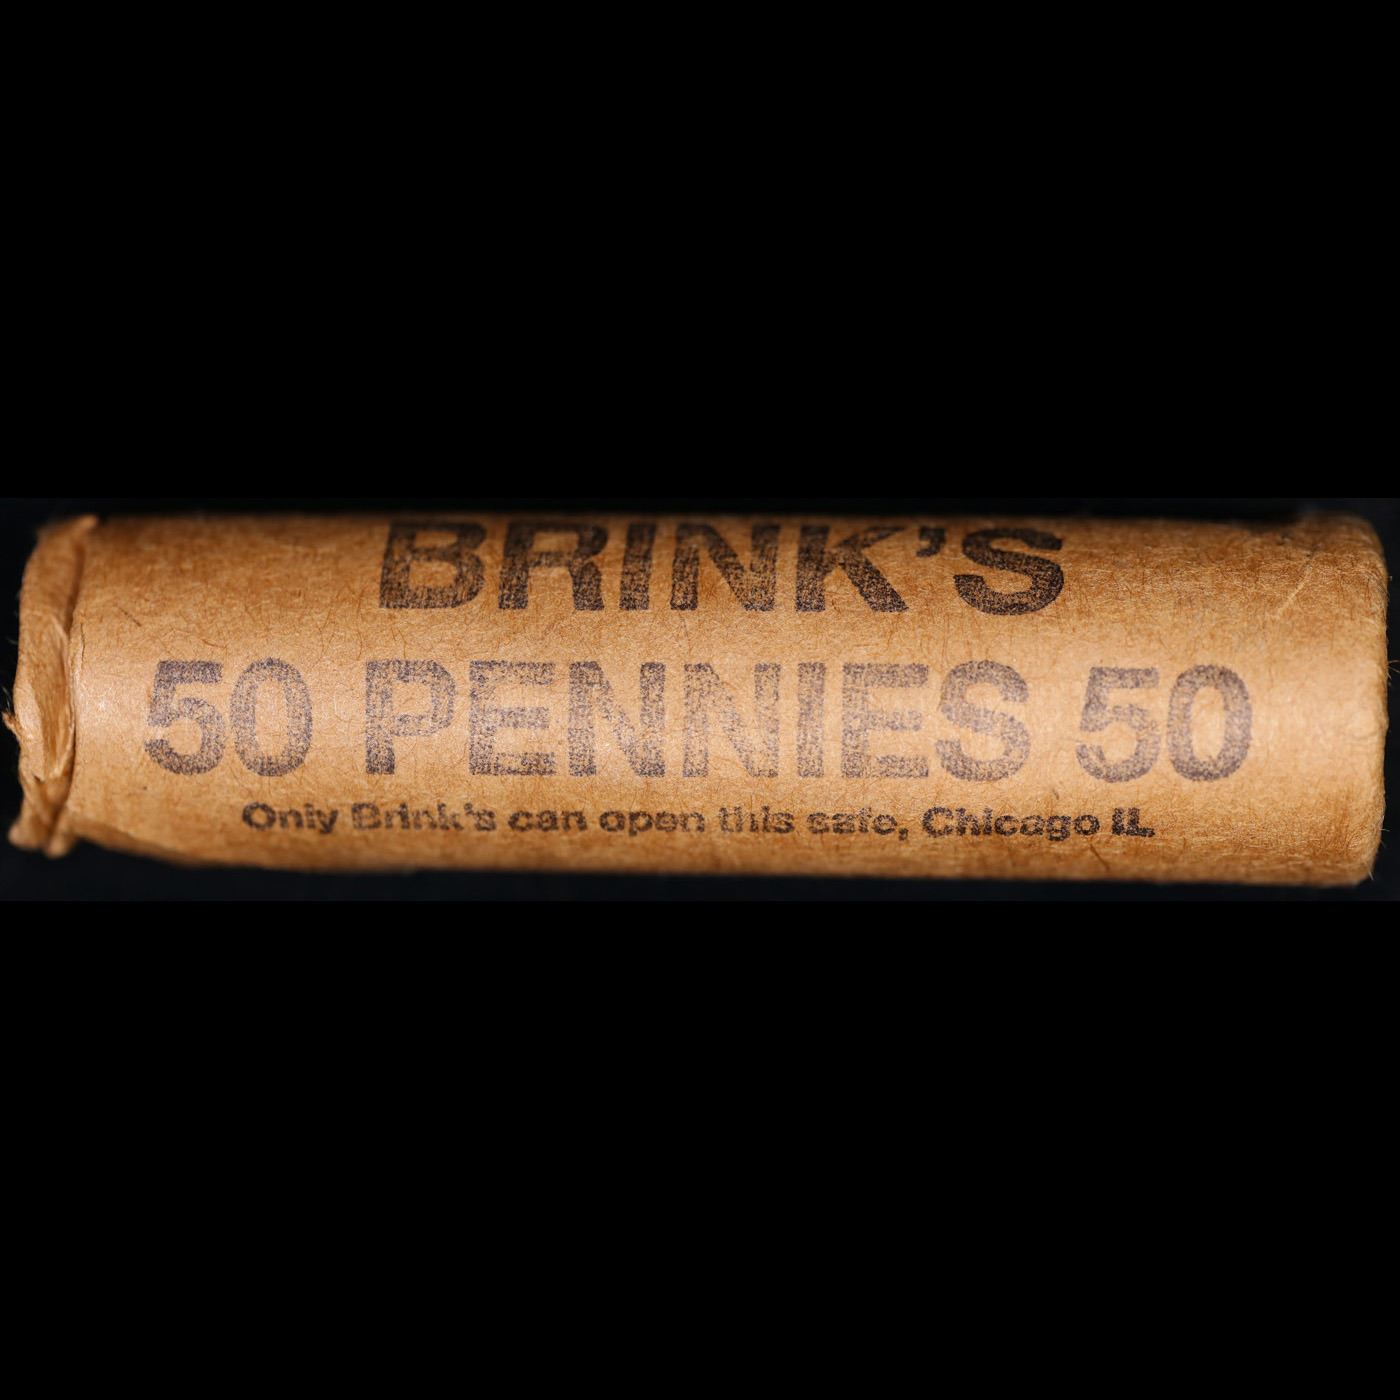 BRINK'S
50 PENNIES 50
Only Brink's can open this safe, Chicago IL